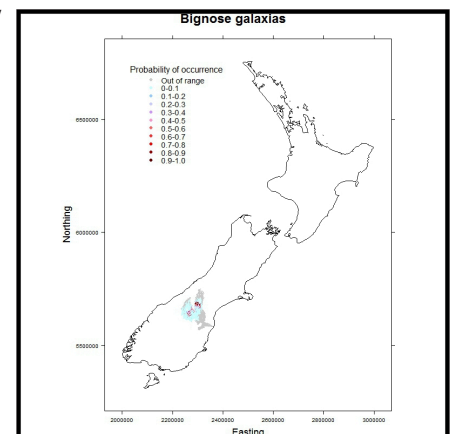 Bignose galaxias
Probability of occurrence
Out of range
0-0.1
0.1-0.2
0.2-0.3
0.3-0.4
0.4-0.5
0.5-0.6
0.6-0.7
0.7-0.8
0.8-0.9
0.9-1.0
6500000
6000000
5500000
Northing
2000000 2200000 2400000 2600000 2800000 3000000
Easting